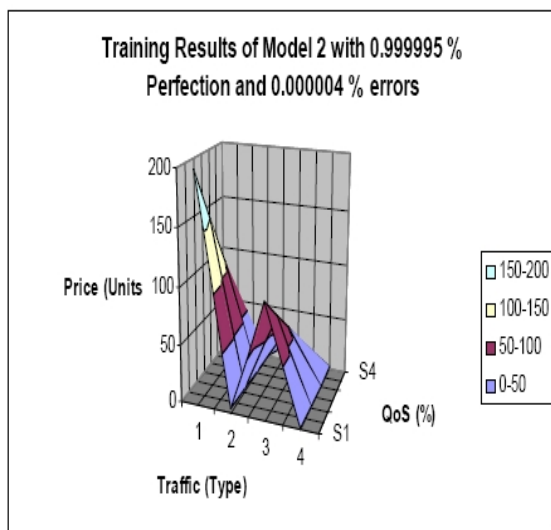 Training Results of Model 2 with 0.999995 %
Perfection and 0.000004 % errors
200
150
100
50
0
Price (Units
1
2
3
4
Traffic (Type)
S1
S4
QoS (%)
150-200
100-150
50-100
0-50